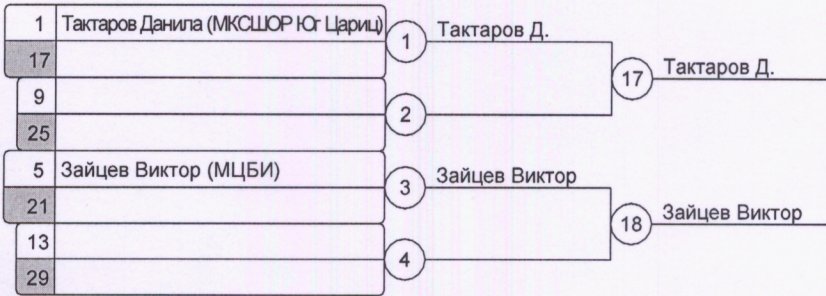 1 Тактаров Данила (МКСШОР Юг Цариц) 1 Тактаров Д.
17
17 Тактаров Д.
9
2
25
5 Зайцев Виктор (МЦБИ) 3 Зайцев Виктор
21
18 Зайцев Виктор
13
4
29